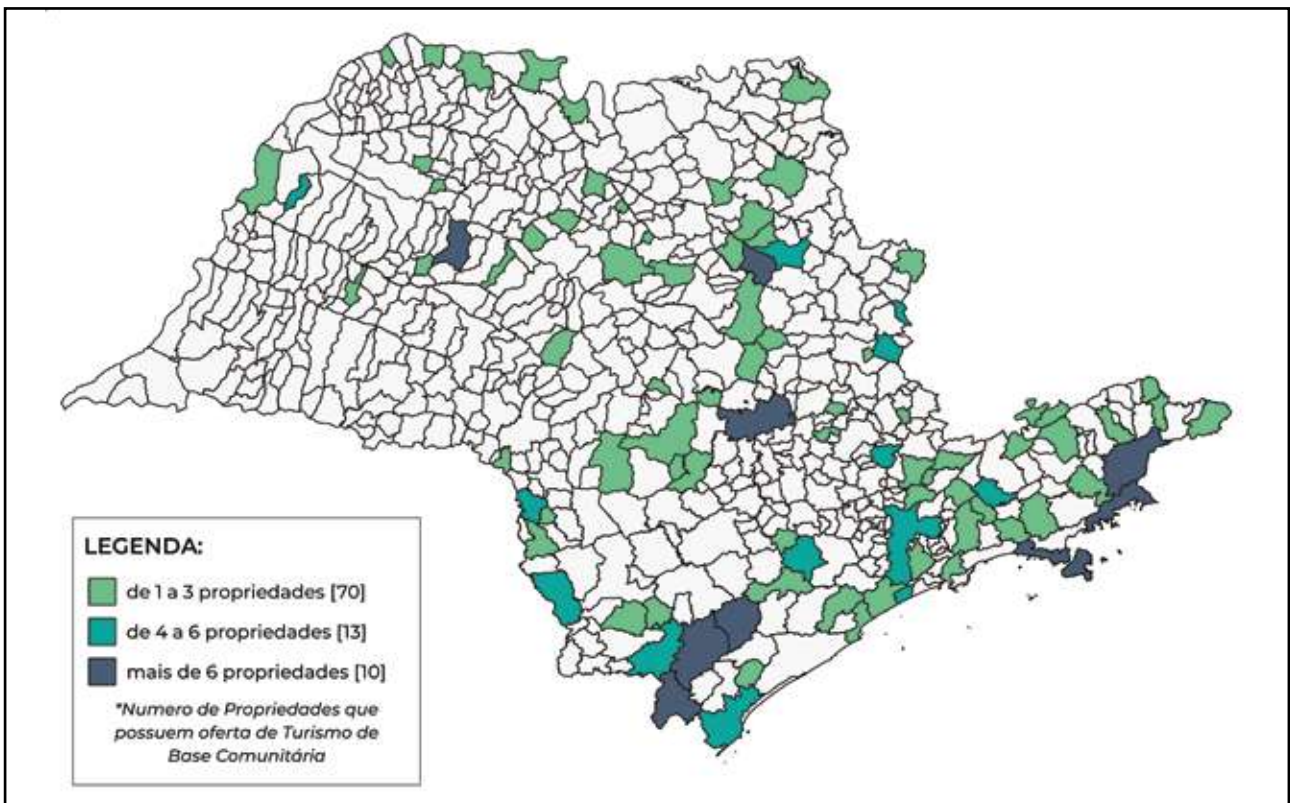 LEGENDA:
de 1 a 3 propriedades [70]
de 4 a 6 propriedades [13]
mais de 6 propriedades [10]
*Numero de Propriedades que
possuem oferta de Turismo de
Base Comunitária